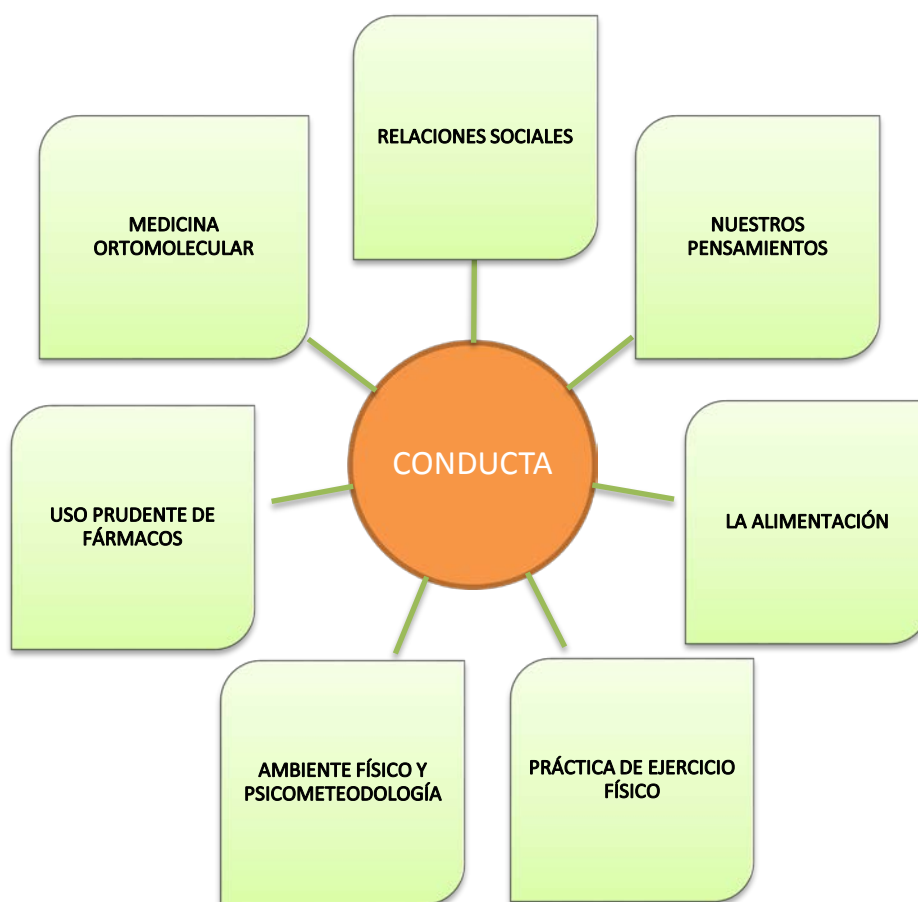 RELACIONES SOCIALES
MEDICINA
ORTOMOLECULAR
NUESTROS
PENSAMIENTOS
CONDUCTA
USO PRUDENTE DE
FÁRMACOS
LA ALIMENTACIÓN
AMBIENTE FÍSICO Y
PSICOMETEODOLOGÍA
PRÁCTICA DE EJERCICIO
FÍSICO